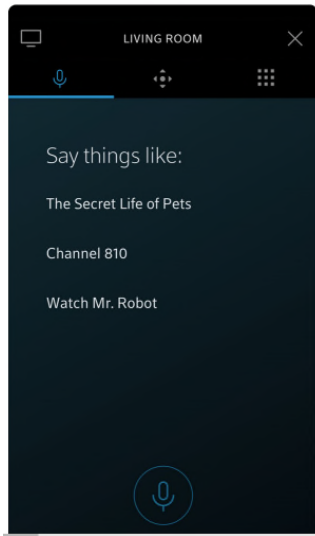 LIVING ROOM
Say things like:
The Secret Life of Pets
Channel 810
Watch Mr. Robot